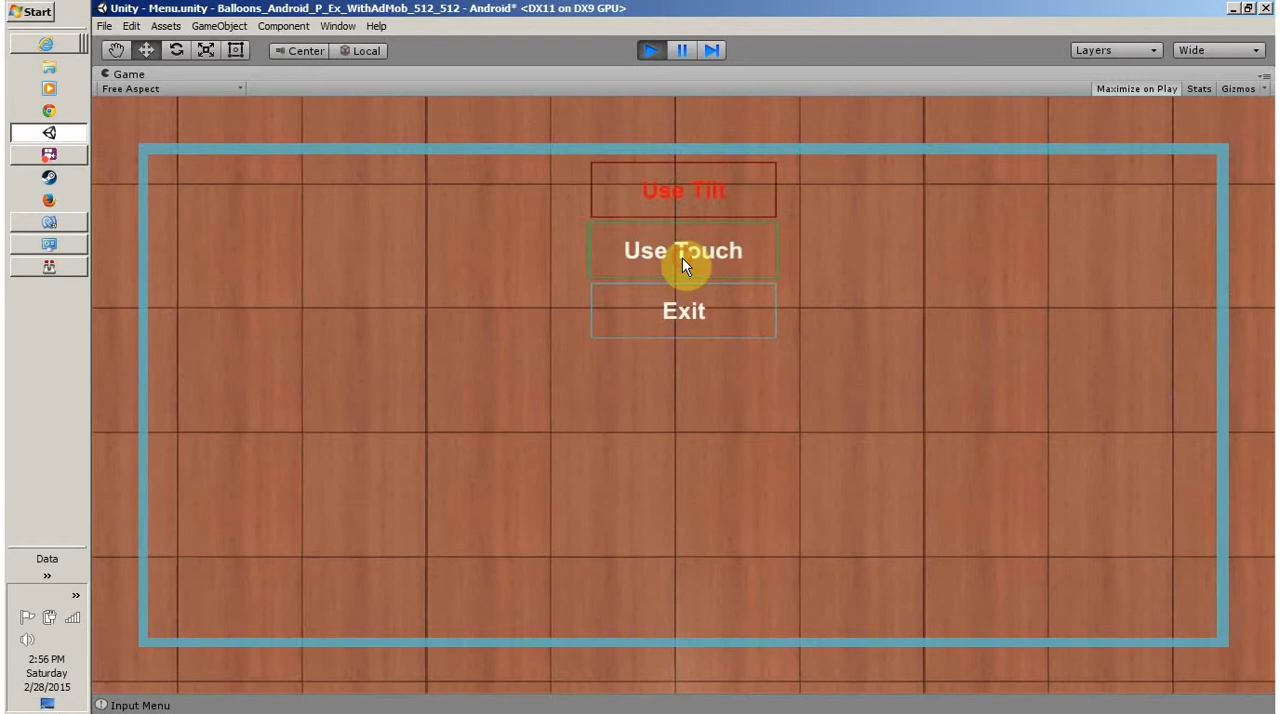 Start
Unity - Menu.unity - Balloons_Android_P_Ex_WithAdMob_512_512 - Android* <DX11 on DX9 GPU>
File Edit Assets GameObject Component Window Help
Center Local Layers Wide
Game
Free Aspect Maximize on Play Stats Gizmos
Use Tilt
Use Touch
Exit
Data
»
»
2:56 PM
Saturday
2/28/2015
Input Menu